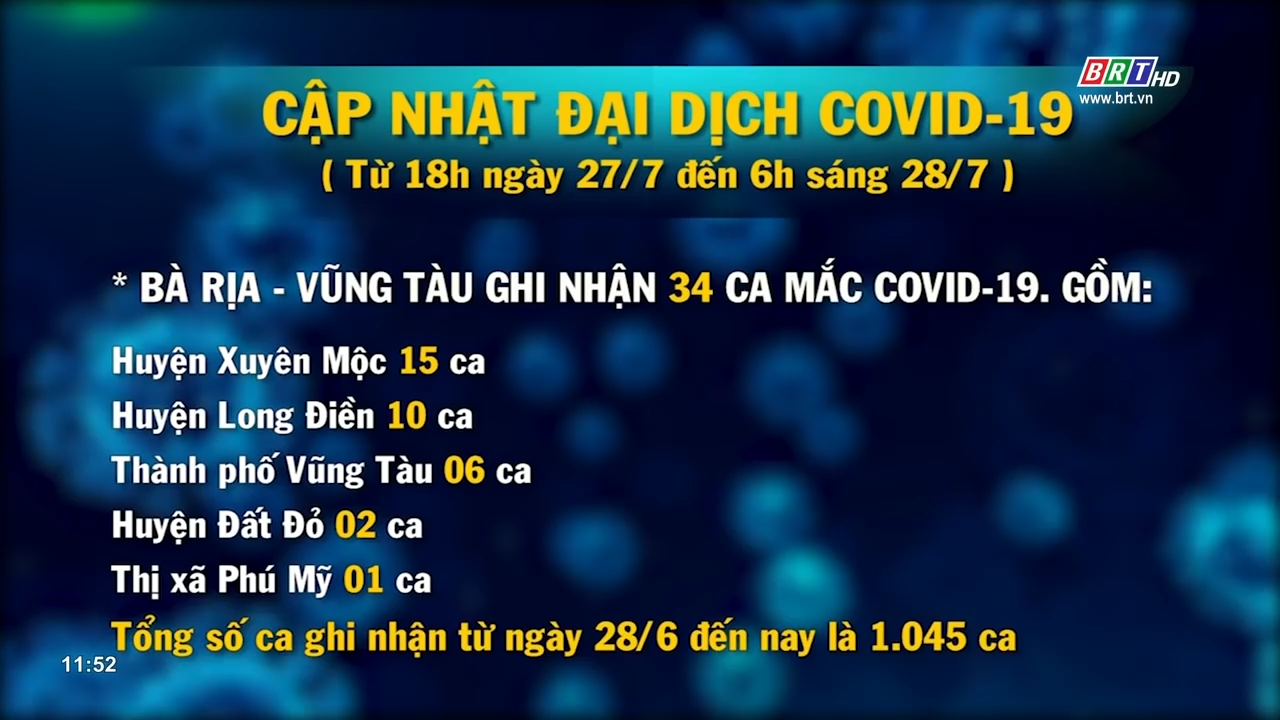 BRT HD
www.brt.vn
CẬP NHẬT ĐẠI DỊCH COVID-19
( Từ 18h ngày 27/7 đến 6h sáng 28/7 )
* BÀ RỊA - VŨNG TÀU GHI NHẬN 34 CA MẮC COVID-19. GỒM:
Huyện Xuyên Mộc 15 ca
Huyện Long Điền 10 ca
Thành phố Vũng Tàu 06 ca
Huyện Đất Đỏ 02 ca
Thị xã Phú Mỹ 01 ca
Tổng số ca ghi nhận từ ngày 28/6 đến nay là 1.045 ca
11:52